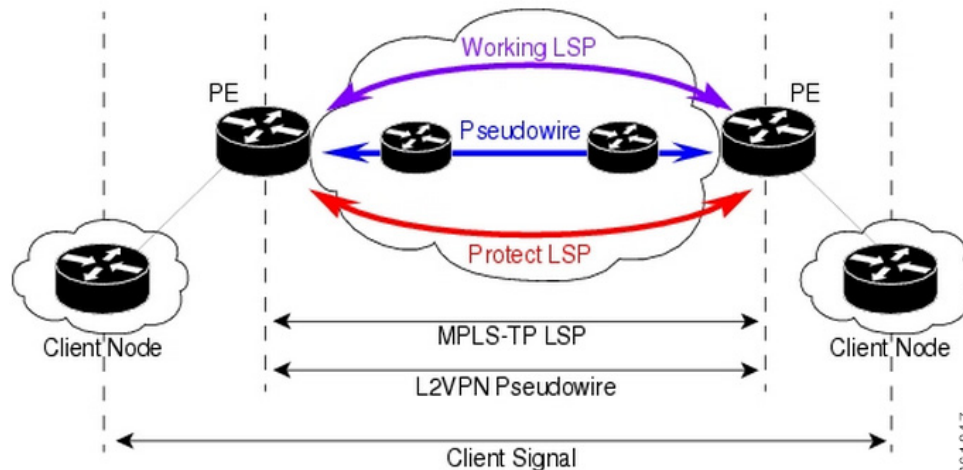 Working LSP
PE
PE
Pseudowire
Protect LSP
Client Node
MPLS-TP LSP
Client Node
L2VPN Pseudowire
Client Signal